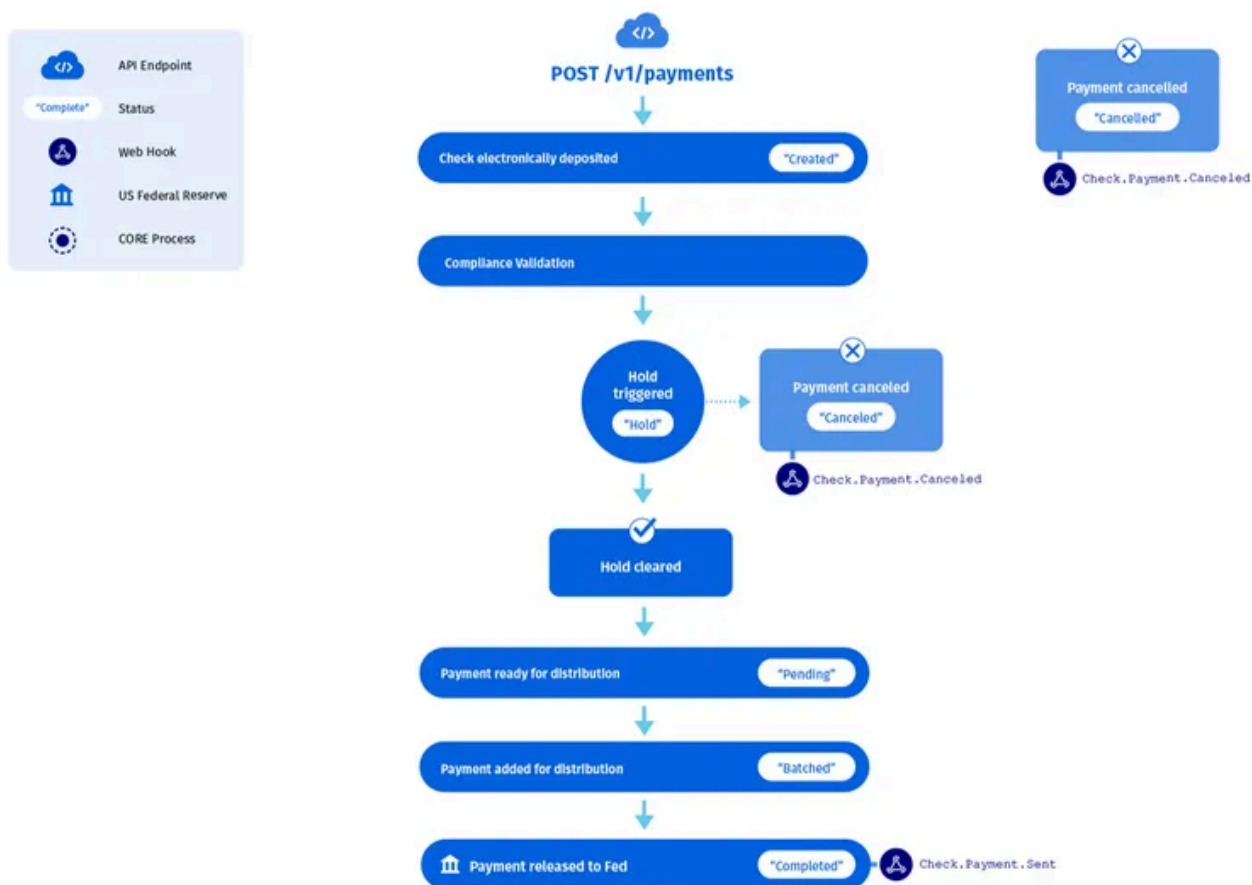 API Endpoint
"Complete"
Status
Web Hook
US Federal Reserve
CORE Process
</>
</>
POST /v1/payments
Check electronically deposited
"Created"
Compliance Validation
Hold
triggered
"Hold"
Payment canceled
"Canceled"
Check.Payment.Canceled
Payment cancelled
"Cancelled"
Check.Payment.Canceled
Hold cleared
Payment ready for distribution
"Pending"
Payment added for distribution
"Batched"
Payment released to Fed
"Completed"
Check.Payment.Sent